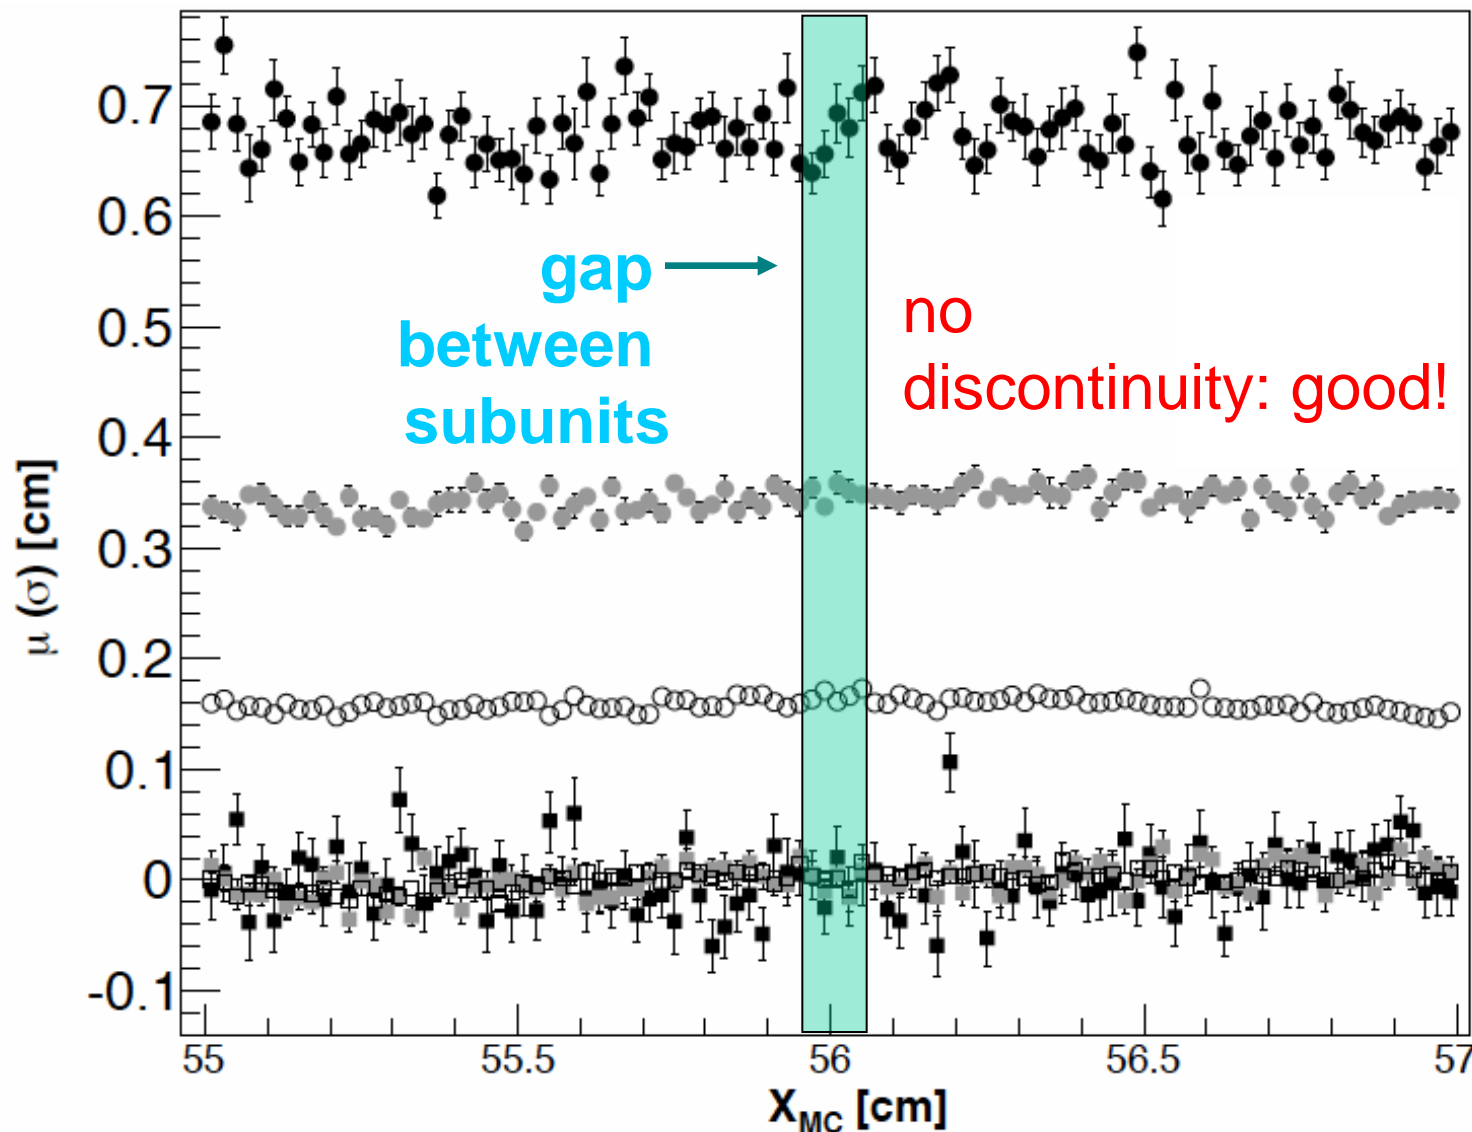 0.7
0.6
gap
between
subunits
no
discontinuity: good!
0.5
0.4
0.3
0.2
0.1
0
-0.1
μ (σ) [cm]
55
55.5
56
56.5
57
X_MC [cm]